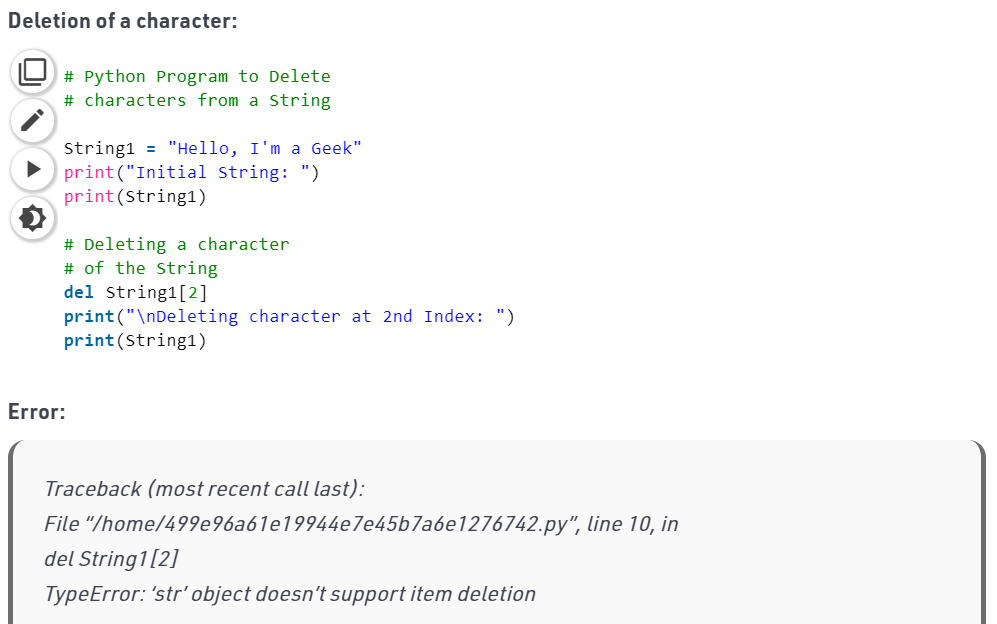 Deletion of a character:
# Python Program to Delete
# characters from a String
String1 = "Hello, I'm a Geek"
print("Initial String: ")
print(String1)
# Deleting a character
# of the String
del String1[2]
print("\nDeleting character at 2nd Index: ")
print(String1)
Error:
Traceback (most recent call last):
File “/home/499e96a61e19944e7e45b7a6e1276742.py”, line 10, in
del String1[2]
TypeError: ‘str’ object doesn’t support item deletion